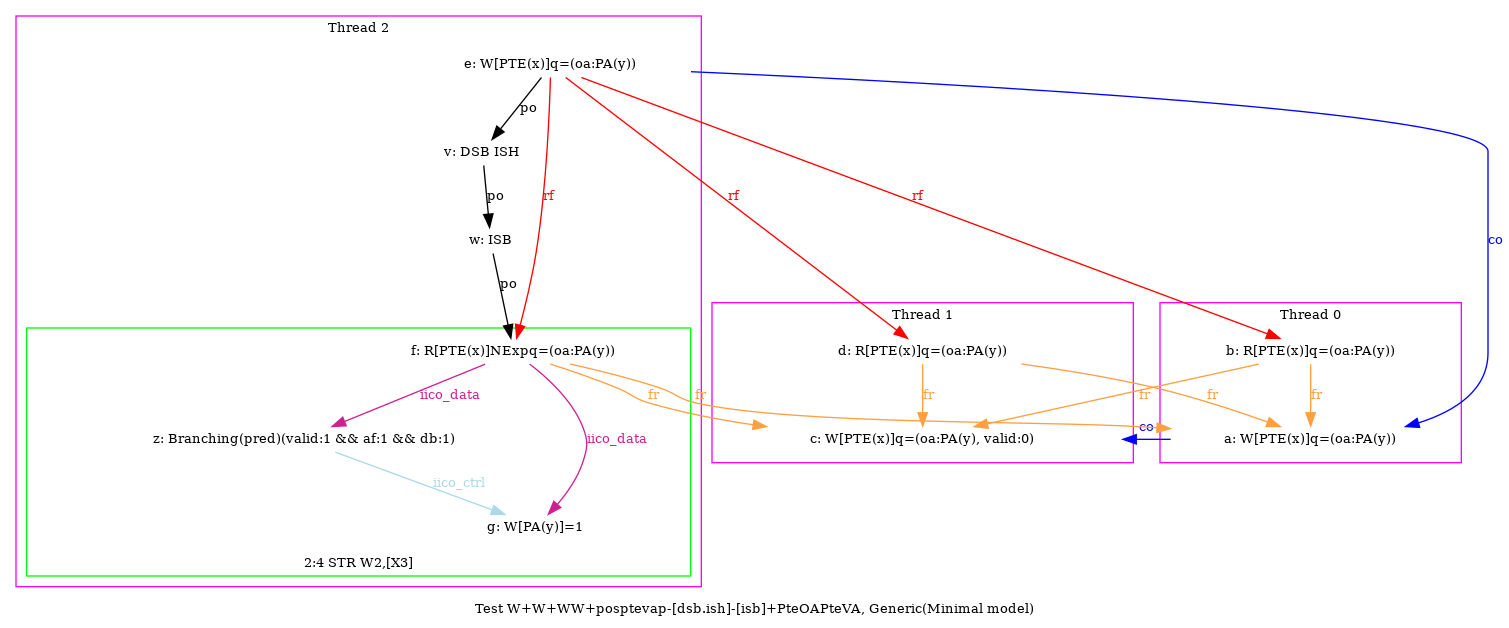 Thread 2
e: W[PTE(x)]q=(oa:PA(y))
po
v: DSB ISH
po
rf
rf
rf
w: ISB
co
po
Thread 1
Thread 0
f: R[PTE(x)]NExpq=(oa:PA(y))
d: R[PTE(x)]q=(oa:PA(y))
b: R[PTE(x)]q=(oa:PA(y))
iico_data
fr
fr
fr
fr
fr
fr
z: Branching(pred)(valid:1 && af:1 && db:1)
iico_data
c: W[PTE(x)]q=(oa:PA(y), valid:0)
co
a: W[PTE(x)]q=(oa:PA(y))
iico_ctrl
g: W[PA(y)]=1
2:4 STR W2,[X3]
Test W+W+WW+posptevap-[dsb.ish]-[isb]+PteOAPteVA, Generic(Minimal model)